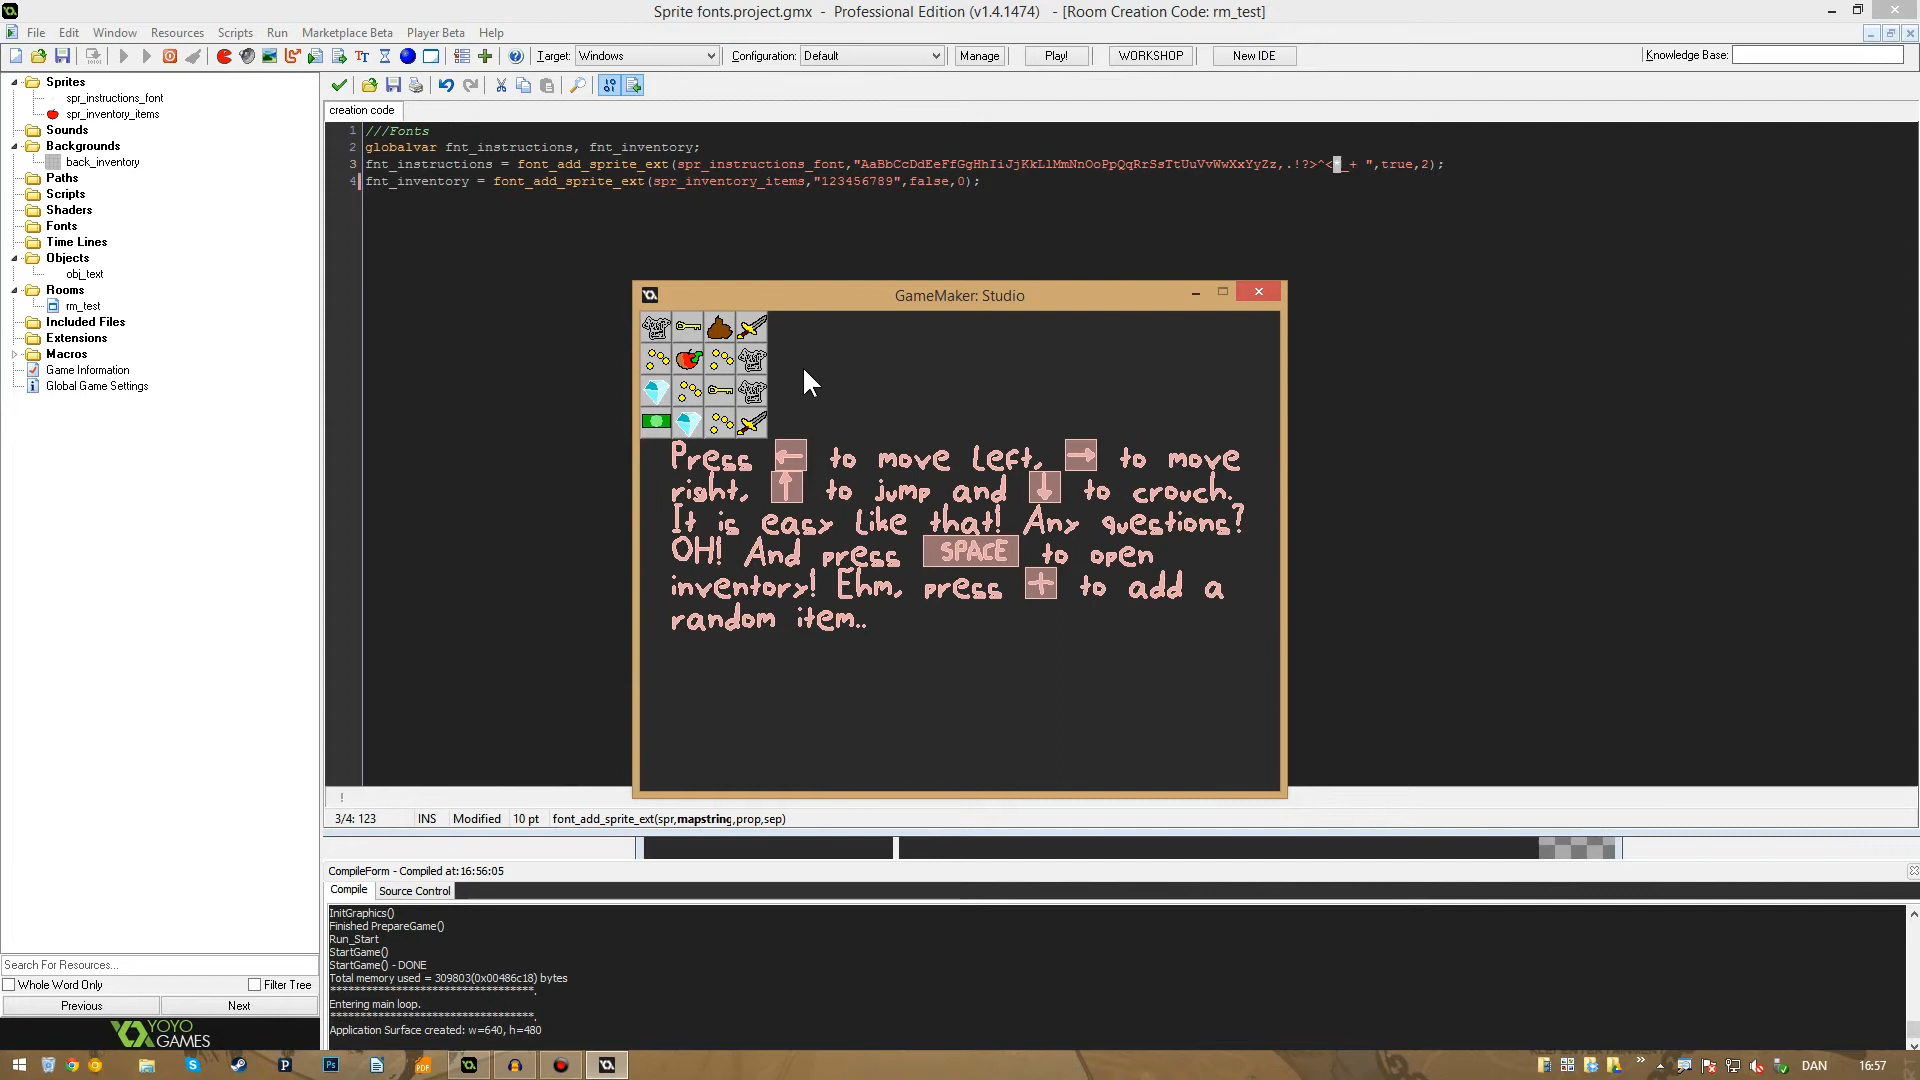 Sprite fonts.project.gmx - Professional Edition (v1.4.1474) - [Room Creation Code: rm_test]
File Edit Window Resources Scripts Run Marketplace Beta Player Beta Help
Target: Windows Configuration: Default Manage Play! WORKSHOP New IDE Knowledge Base:
Sprites
spr_instructions_font
spr_inventory_items
Sounds
Backgrounds
back_inventory
Paths
Scripts
Shaders
Fonts
Time Lines
Objects
obj_text
Rooms
rm_test
Included Files
Extensions
Macros
Game Information
Global Game Settings
Search For Resources...
Whole Word Only Filter Tree
Previous Next
YOYO
GAMES
creation code
1 ///Fonts
2 globalvar fnt_instructions, fnt_inventory;
3 fnt_instructions = font_add_sprite_ext(spr_instructions_font,"AaBbCcDdEeFfGgHhIiJjKkLlMmNnOoPpQqRrSsTtUuVvWwXxYyZz,.!?>^<*_+ ",true,2);
4 fnt_inventory = font_add_sprite_ext(spr_inventory_items,"123456789",false,0);
GameMaker: Studio
Press ← to move left, → to move
right, ↑ to jump and ↓ to crouch.
It is easy like that! Any questions?
OH! And press SPACE to open
inventory! Ehm, press + to add a
random item..
!
3/4: 123 INS Modified 10 pt font_add_sprite_ext(spr,mapstring,prop,sep)
CompileForm - Compiled at:16:56:05
Compile Source Control
InitGraphics()
Finished PrepareGame()
Run_Start
StartGame()
StartGame() - DONE
Total memory used = 309803(0x00486c18) bytes
***********************************.
Entering main loop.
***********************************.
Application Surface created: w=640, h=480
DAN 16:57